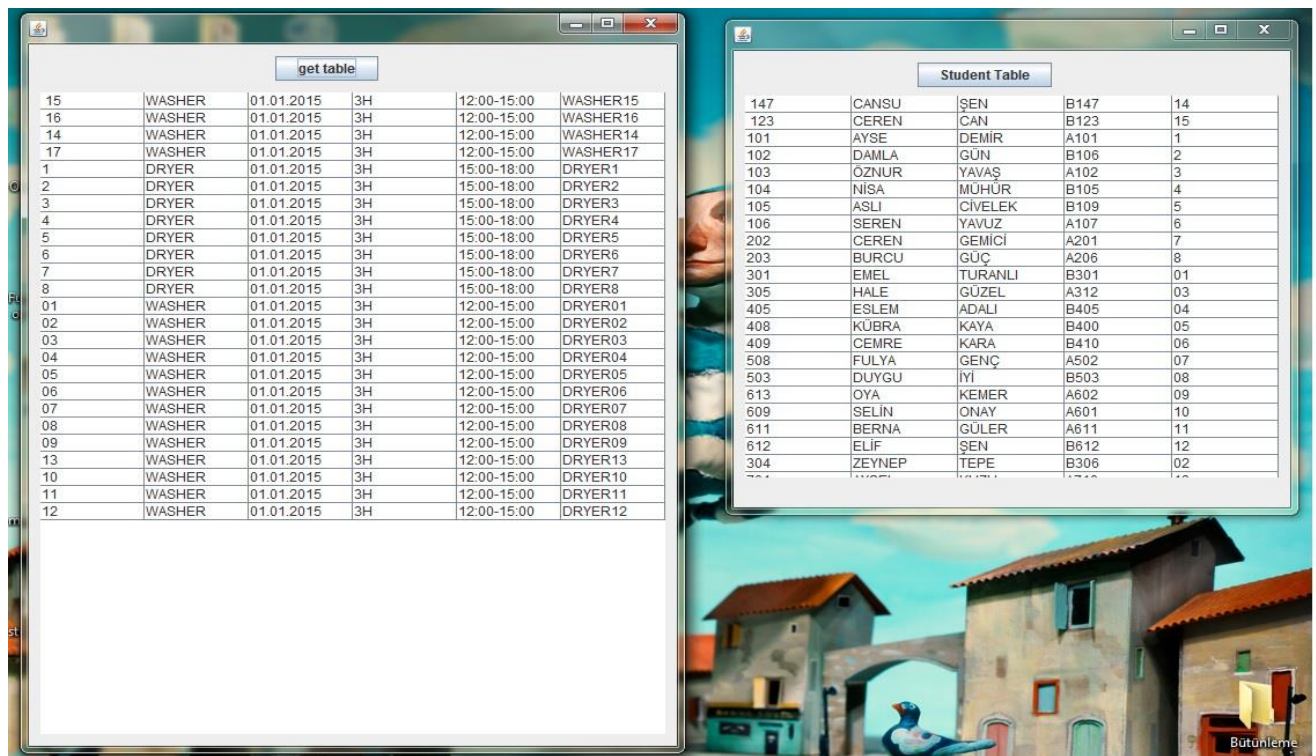 get table
15 WASHER 01.01.2015 3H 12:00-15:00 WASHER15
16 WASHER 01.01.2015 3H 12:00-15:00 WASHER16
14 WASHER 01.01.2015 3H 12:00-15:00 WASHER14
17 WASHER 01.01.2015 3H 12:00-15:00 WASHER17
1 DRYER 01.01.2015 3H 15:00-18:00 DRYER1
2 DRYER 01.01.2015 3H 15:00-18:00 DRYER2
3 DRYER 01.01.2015 3H 15:00-18:00 DRYER3
4 DRYER 01.01.2015 3H 15:00-18:00 DRYER4
5 DRYER 01.01.2015 3H 15:00-18:00 DRYER5
6 DRYER 01.01.2015 3H 15:00-18:00 DRYER6
7 DRYER 01.01.2015 3H 15:00-18:00 DRYER7
8 DRYER 01.01.2015 3H 15:00-18:00 DRYER8
01 WASHER 01.01.2015 3H 12:00-15:00 DRYER01
02 WASHER 01.01.2015 3H 12:00-15:00 DRYER02
03 WASHER 01.01.2015 3H 12:00-15:00 DRYER03
04 WASHER 01.01.2015 3H 12:00-15:00 DRYER04
05 WASHER 01.01.2015 3H 12:00-15:00 DRYER05
06 WASHER 01.01.2015 3H 12:00-15:00 DRYER06
07 WASHER 01.01.2015 3H 12:00-15:00 DRYER07
08 WASHER 01.01.2015 3H 12:00-15:00 DRYER08
09 WASHER 01.01.2015 3H 12:00-15:00 DRYER09
13 WASHER 01.01.2015 3H 12:00-15:00 DRYER13
10 WASHER 01.01.2015 3H 12:00-15:00 DRYER10
11 WASHER 01.01.2015 3H 12:00-15:00 DRYER11
12 WASHER 01.01.2015 3H 12:00-15:00 DRYER12
Student Table
147 CANSU ŞEN B147 14
123 CEREN CAN B123 15
101 AYSE DEMİR A101 1
102 DAMLA GÜN B106 2
103 ÖZNUR YAVAŞ A102 3
104 NİSA MÜHÜR B105 4
105 ASLI CİVELEK B109 5
106 SEREN YAVUZ A107 6
202 CEREN GEMİCİ A201 7
203 BURCU GÜÇ A206 8
301 EMEL TURANLI B301 01
305 HALE GÜZEL A312 03
405 ESLEM ADALI B405 04
408 KÜBRA KAYA B400 05
409 CEMRE KARA B410 06
508 FULYA GENÇ A502 07
503 DUYGU İYİ B503 08
613 OYA KEMER A602 09
609 SELİN ONAY A601 10
611 BERNA GÜLER A611 11
612 ELİF ŞEN B612 12
304 ZEYNEP TEPE B306 02
Bütünleme